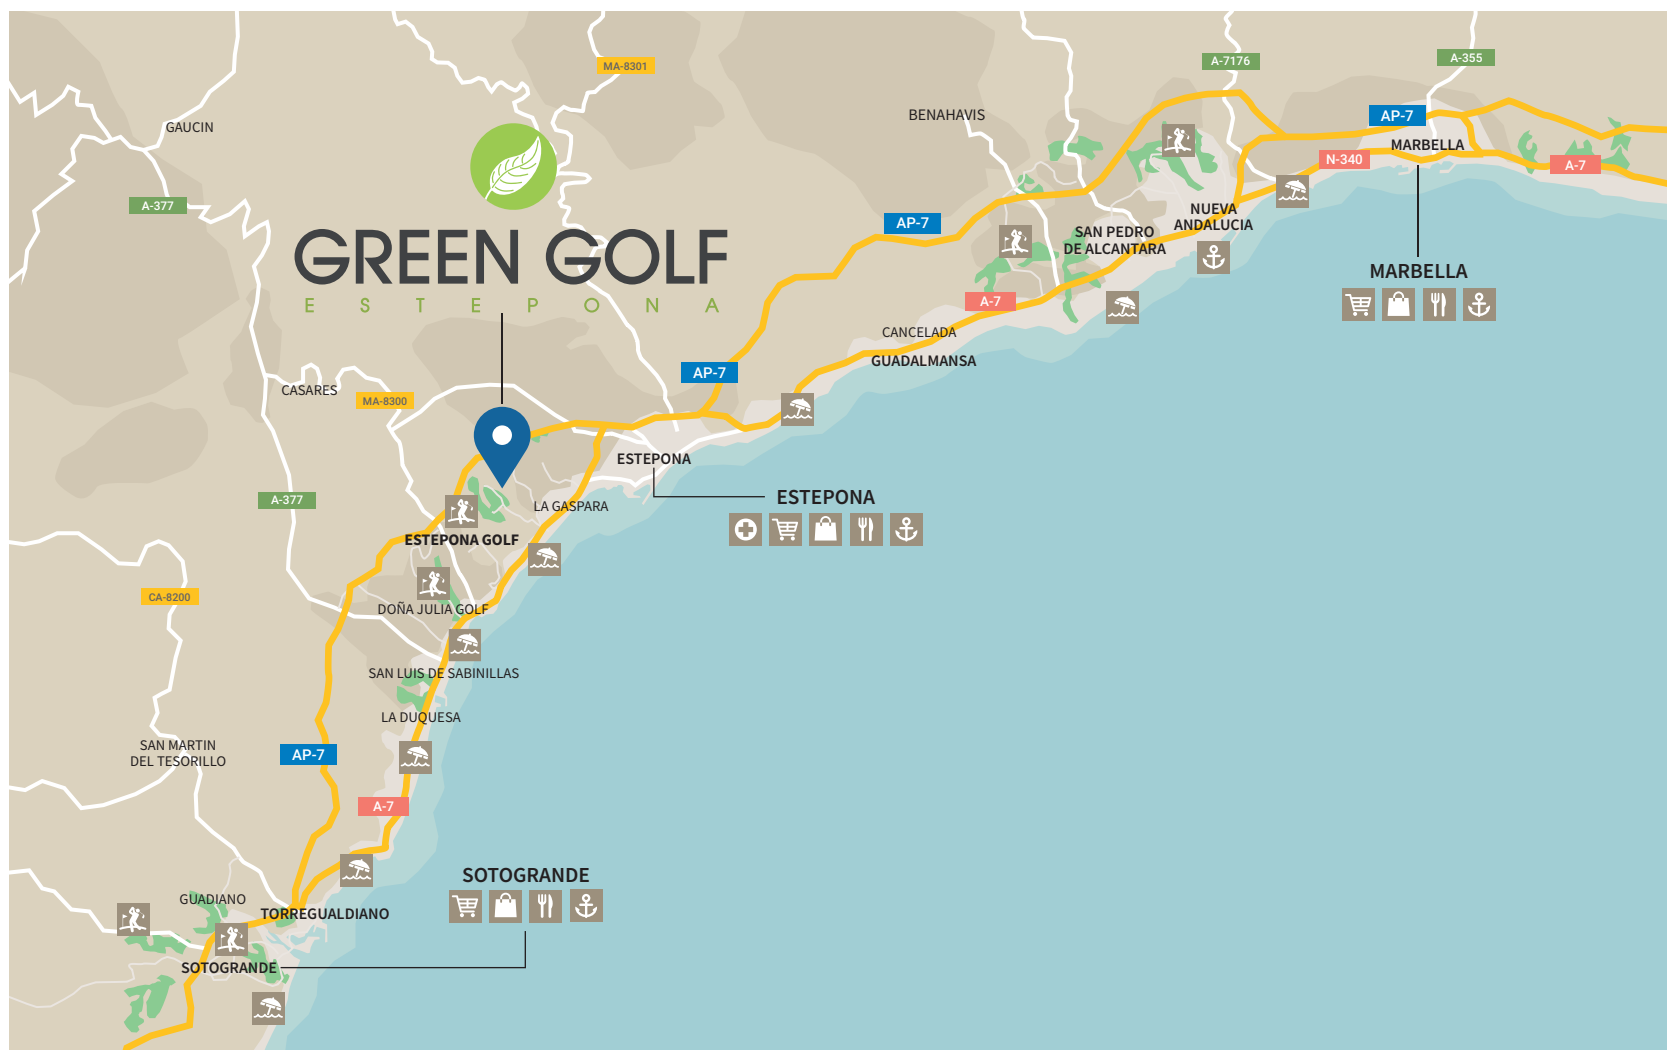 A-355
A-7176
MA-8301
BENAHAVIS
AP-7
GAUCIN
MARBELLA
N-340
A-7
A-377
NUEVA
ANDALUCIA
AP-7
SAN PEDRO
DE ALCANTARA
GREEN GOLF
ESTEPONA
MARBELLA
A-7
CANCELADA
GUADALMANSA
AP-7
CASARES
MA-8300
ESTEPONA
ESTEPONA
A-377
LA GASPARA
ESTEPONA GOLF
CA-8200
DOÑA JULIA GOLF
SAN LUIS DE SABINILLAS
LA DUQUESA
SAN MARTIN
DEL TESORILLO
AP-7
A-7
SOTOGRANDE
GUADIANO
TORREGUALDIANO
SOTOGRANDE